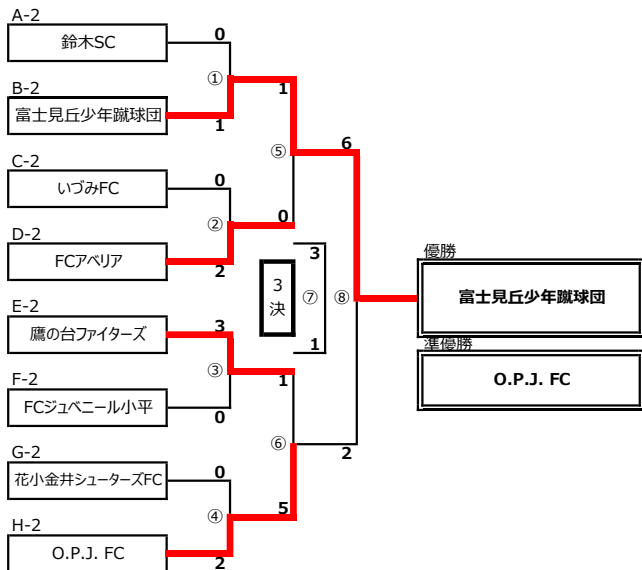 A-2
鈴木SC
0
①
B-2
富士見丘少年蹴球団
1
1
⑤
6
C-2
いづみFC
0
②
0
D-2
FCアベリア
2
3
3
決
⑦
⑧
1
優勝
富士見丘少年蹴球団
準優勝
O.P.J. FC
E-2
鷹の台ファイターズ
3
③
1
F-2
FCジュベニール小平
0
⑥
2
G-2
花小金井シューターズFC
0
④
5
H-2
O.P.J. FC
2